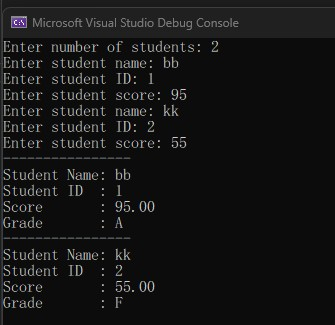 Microsoft Visual Studio Debug Console
Enter number of students: 2
Enter student name: bb
Enter student ID: 1
Enter student score: 95
Enter student name: kk
Enter student ID: 2
Enter student score: 55
----------------
Student Name: bb
Student ID  : 1
Score       : 95.00
Grade       : A
----------------
Student Name: kk
Student ID  : 2
Score       : 55.00
Grade       : F